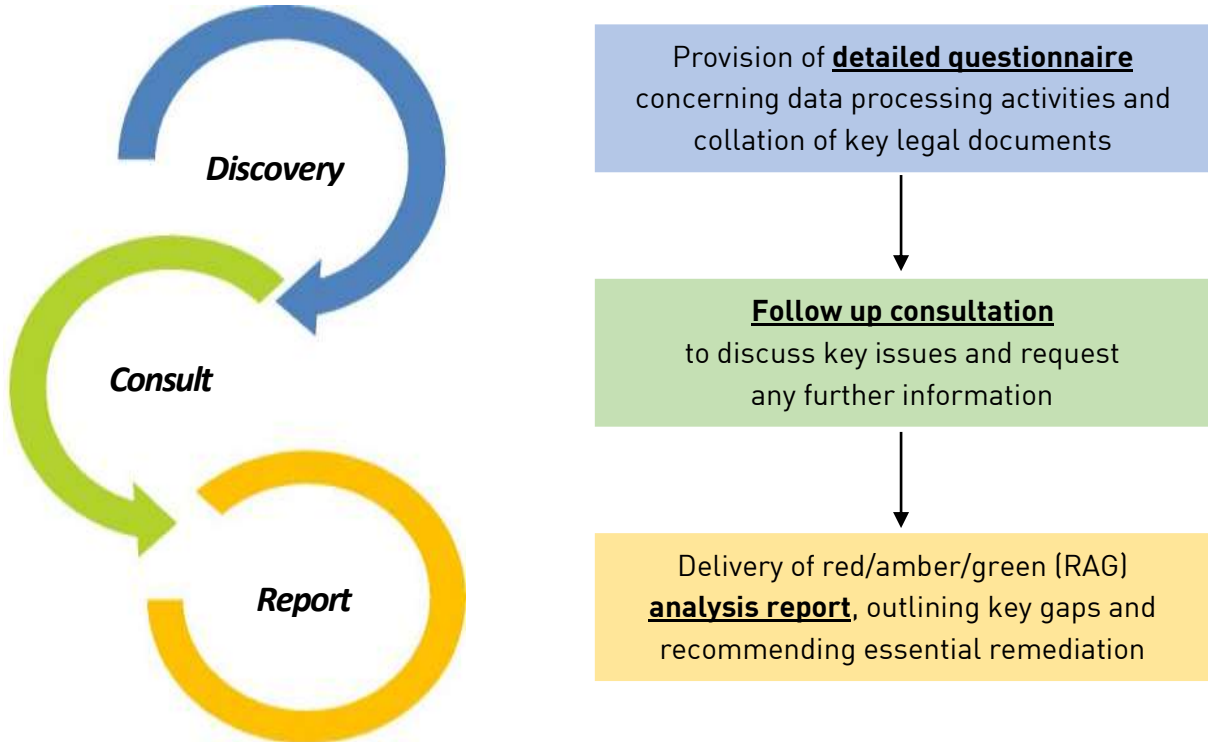 Discovery
Provision of detailed questionnaire
concerning data processing activities and
collation of key legal documents
Consult
Follow up consultation
to discuss key issues and request
any further information
Report
Delivery of red/amber/green (RAG)
analysis report, outlining key gaps and
recommending essential remediation